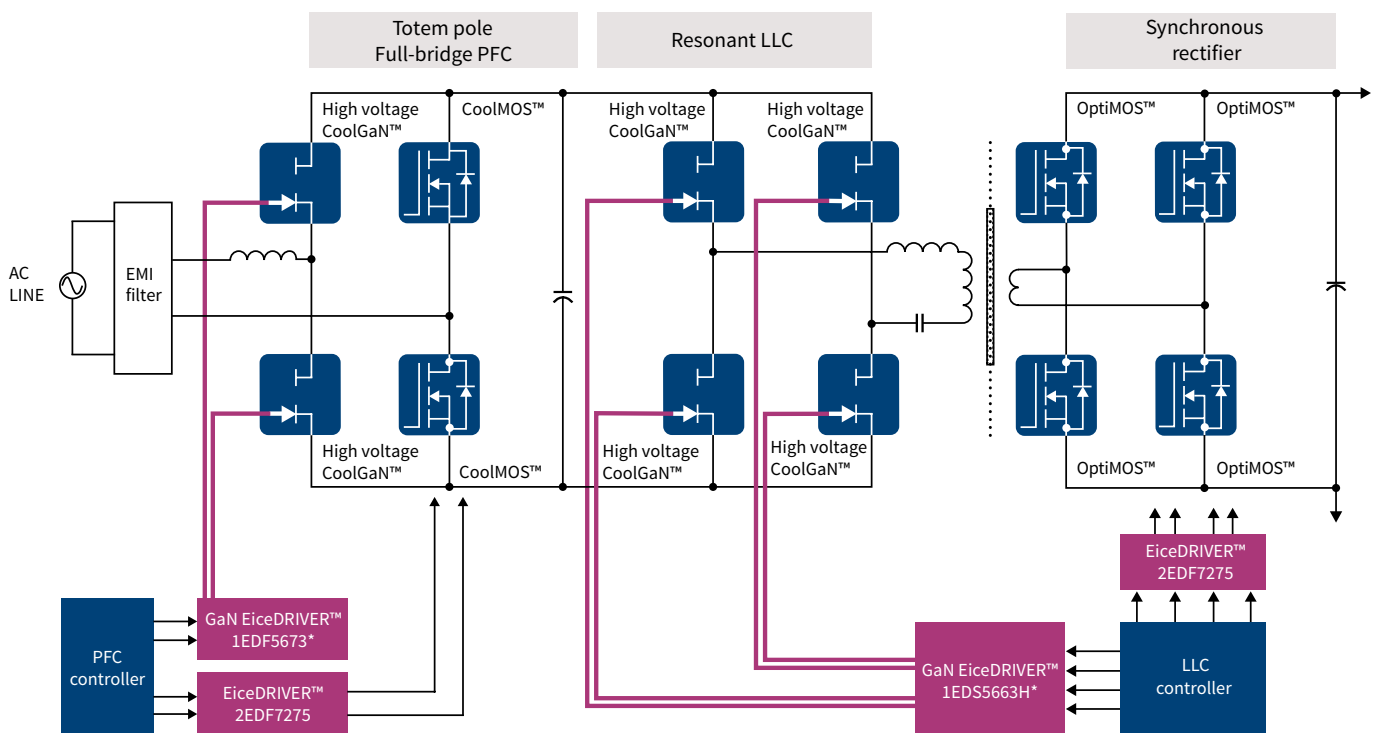 Totem pole
Full-bridge PFC
Resonant LLC
Synchronous
rectifier
High voltage
CoolGaN™
CoolMOS™
High voltage
CoolGaN™
High voltage
CoolGaN™
OptiMOS™
OptiMOS™
AC
LINE
EMI
filter
High voltage
CoolGaN™
CoolMOS™
High voltage
CoolGaN™
High voltage
CoolGaN™
OptiMOS™
OptiMOS™
EiceDRIVER™
2EDF7275
PFC
controller
GaN EiceDRIVER™
1EDF5673*
EiceDRIVER™
2EDF7275
GaN EiceDRIVER™
1EDS5663H*
LLC
controller